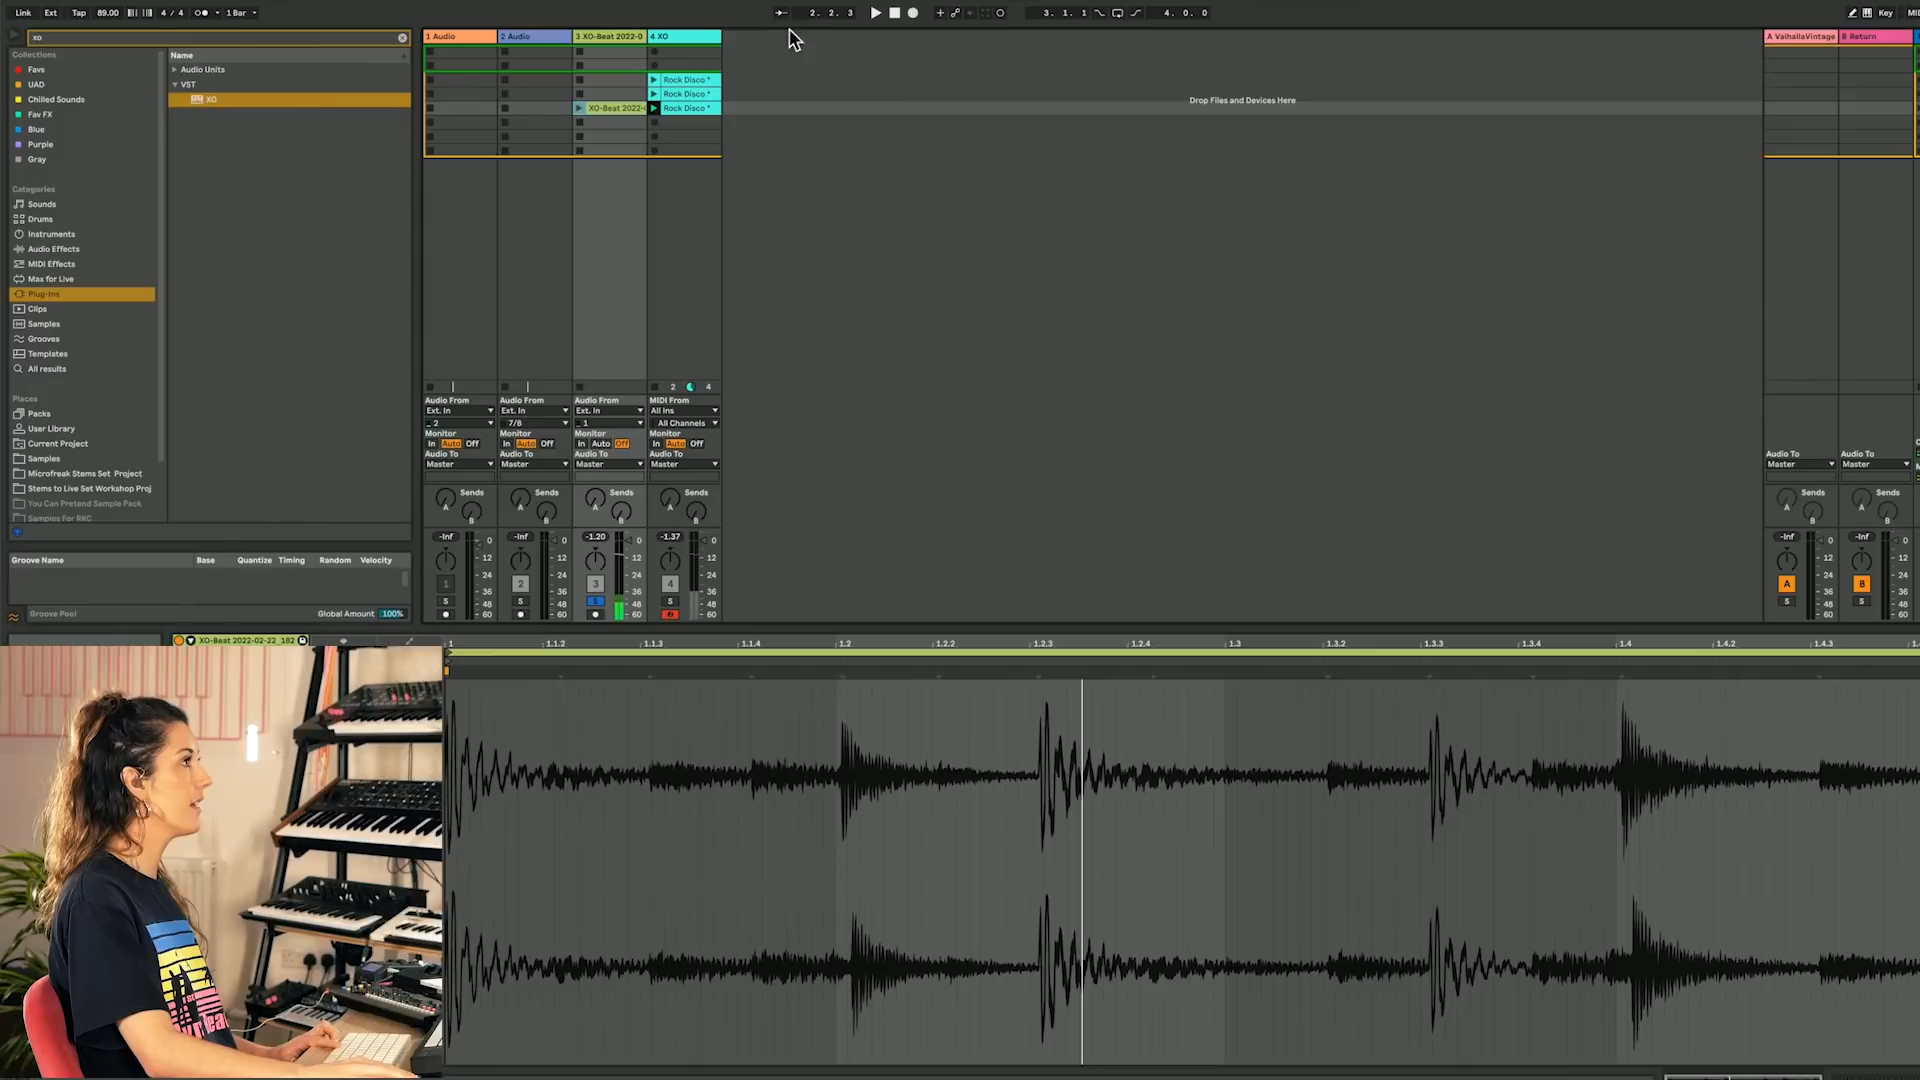 Link Ext Tap 89.00 4 / 4 1 Bar 2. 2. 3 3. 1. 1 4. 0. 0 Key MI
xo
Collections
Favs
UAD
Chilled Sounds
Fav FX
Blue
Purple
Gray
Categories
Sounds
Drums
Instruments
Audio Effects
MIDI Effects
Max for Live
Plug-Ins
Clips
Samples
Grooves
Templates
All results
Places
Packs
User Library
Current Project
Samples
Microfreak Stems Set Project
Stems to Live Set Workshop Proj
You Can Pretend Sample Pack
Samples For RKC
Name
Audio Units
VST
XO
Groove Name Base Quantize Timing Random Velocity
Groove Pool Global Amount 100%
1 Audio 2 Audio 3 XO-Beat 2022-0 4 XO A ValhallaVintage B Return
Rock Disco *
Rock Disco *
XO-Beat 2022-( Rock Disco *
Drop Files and Devices Here
2 4
Audio From Audio From Audio From MIDI From
Ext. In Ext. In Ext. In All Ins
2 7/8 1 All Channels
Monitor Monitor Monitor Monitor
In Auto Off In Auto Off In Auto Off In Auto Off
Audio To Audio To Audio To Audio To Audio To Audio To
Master Master Master Master Master Master
Sends Sends Sends Sends Sends Sends
A A A A A A
B B B B B B
-Inf -Inf -1.20 -1.37 -Inf -Inf
0 0 0 0 0 0
12 12 12 12 12 12
24 24 24 24 24 24
1 2 3 4 A B
36 36 36 36 36 36
S S S S S S
48 48 48 48 48 48
60 60 60 60 60 60
XO-Beat 2022-02-22_182
1 1.1.2 1.1.3 1.1.4 1.2 1.2.2 1.2.3 1.2.4 1.3 1.3.2 1.3.3 1.3.4 1.4 1.4.2 1.4.3